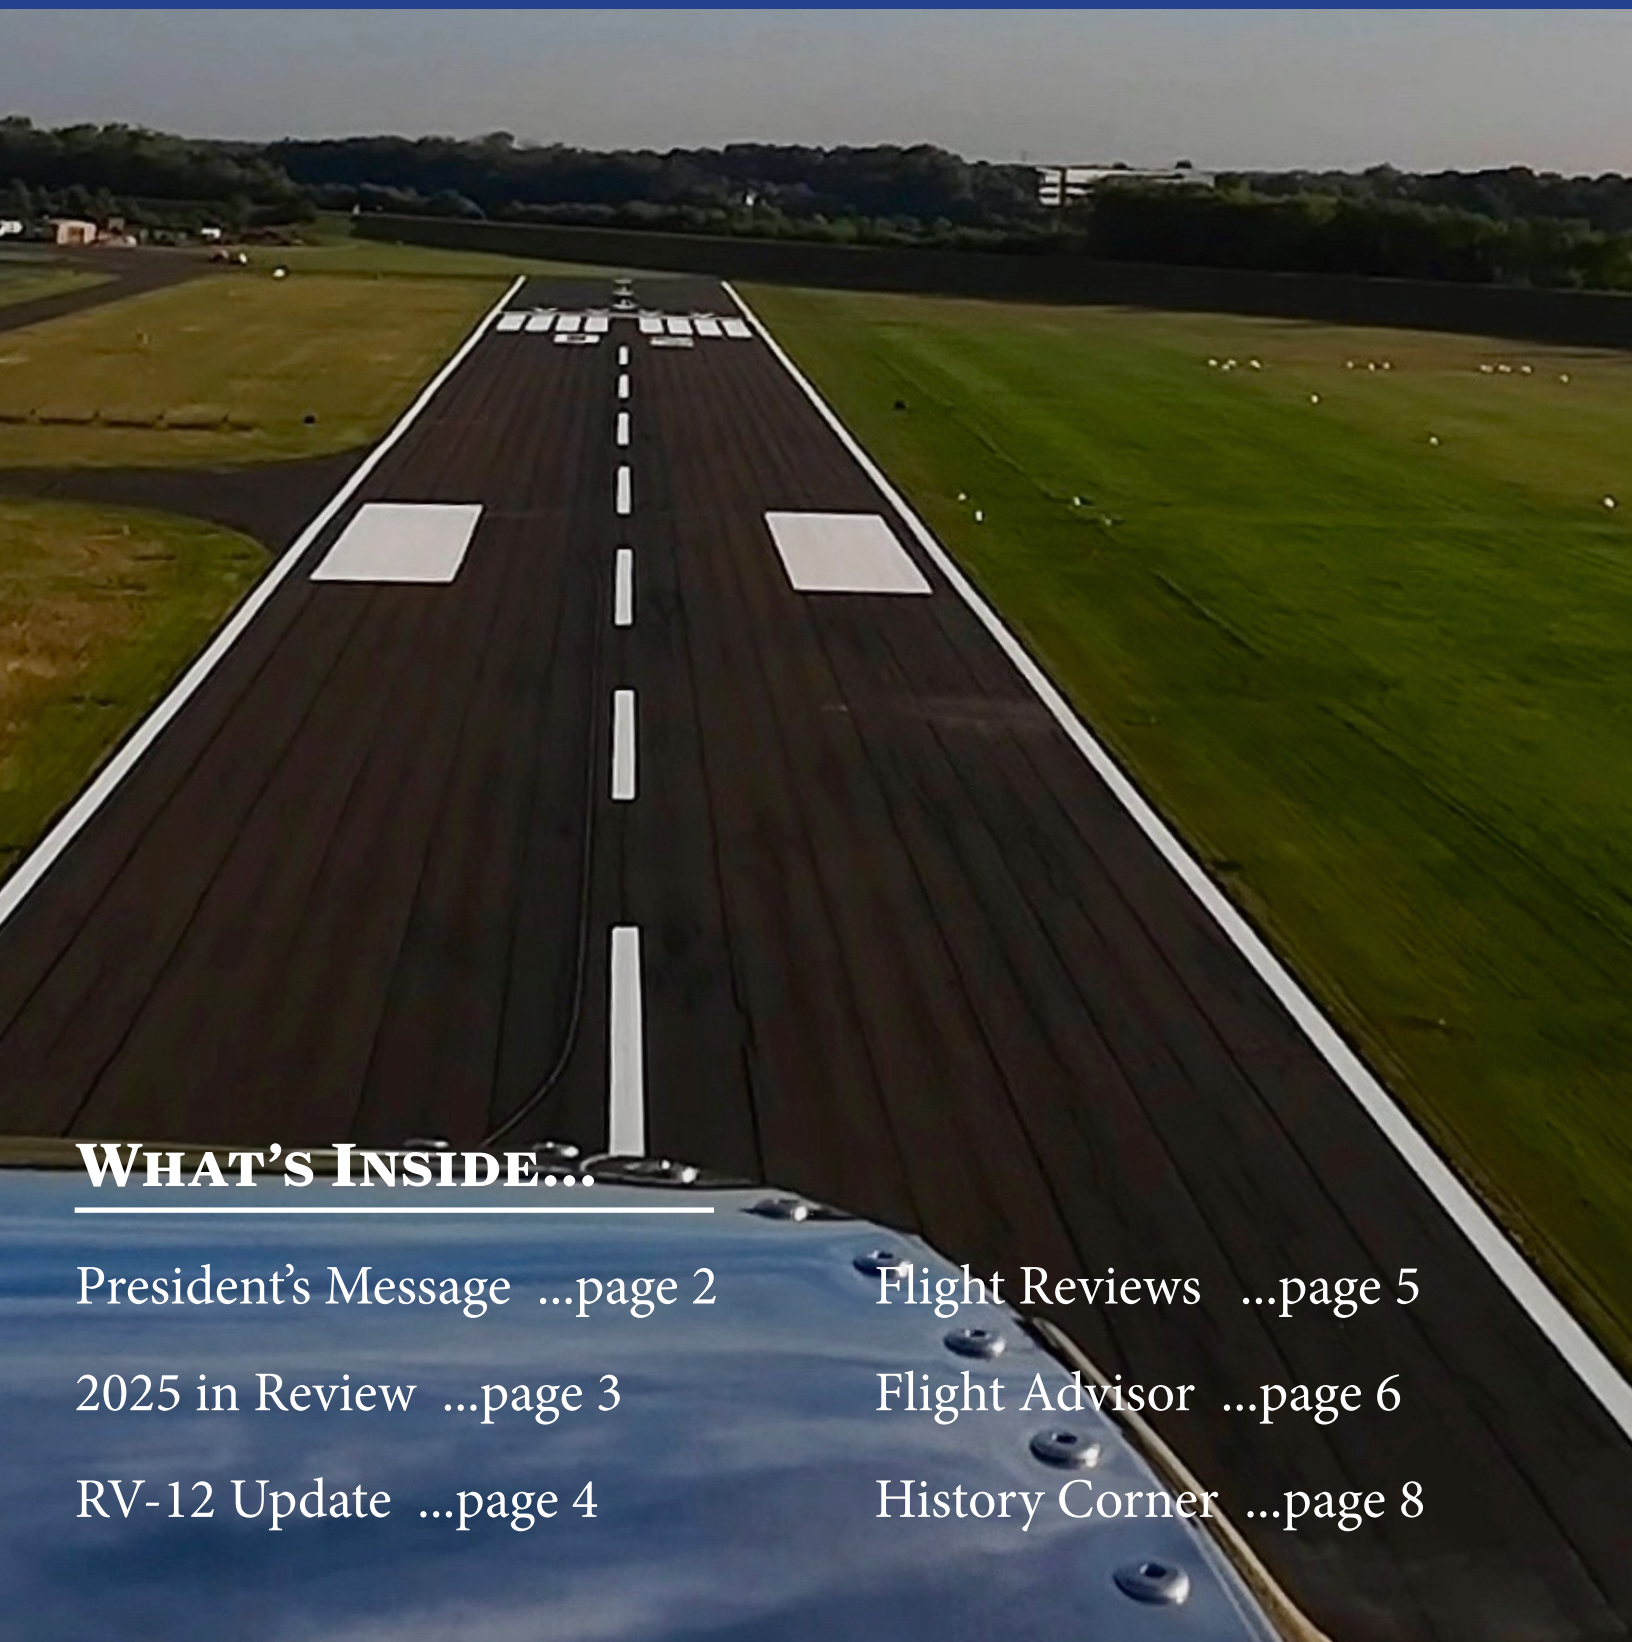 What's Inside...
President's Message ...page 2
2025 in Review ...page 3
RV-12 Update ...page 4
Flight Reviews ...page 5
Flight Advisor ...page 6
History Corner ...page 8